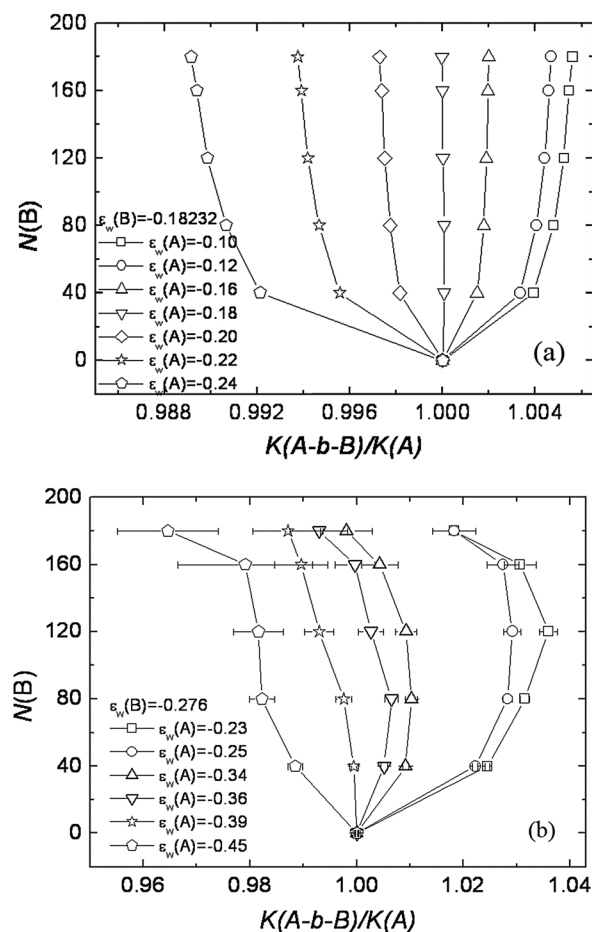 200
160
120
80
40
0
N(B)
ε_w(B)=-0.18232
ε_w(A)=-0.10
ε_w(A)=-0.12
ε_w(A)=-0.16
ε_w(A)=-0.18
ε_w(A)=-0.20
ε_w(A)=-0.22
ε_w(A)=-0.24
(a)
0.988 0.992 0.996 1.000 1.004
K(A-b-B)/K(A)
200
160
120
80
40
0
N(B)
ε_w(B)=-0.276
ε_w(A)=-0.23
ε_w(A)=-0.25
ε_w(A)=-0.34
ε_w(A)=-0.36
ε_w(A)=-0.39
ε_w(A)=-0.45
(b)
0.96 0.98 1.00 1.02 1.04
K(A-b-B)/K(A)